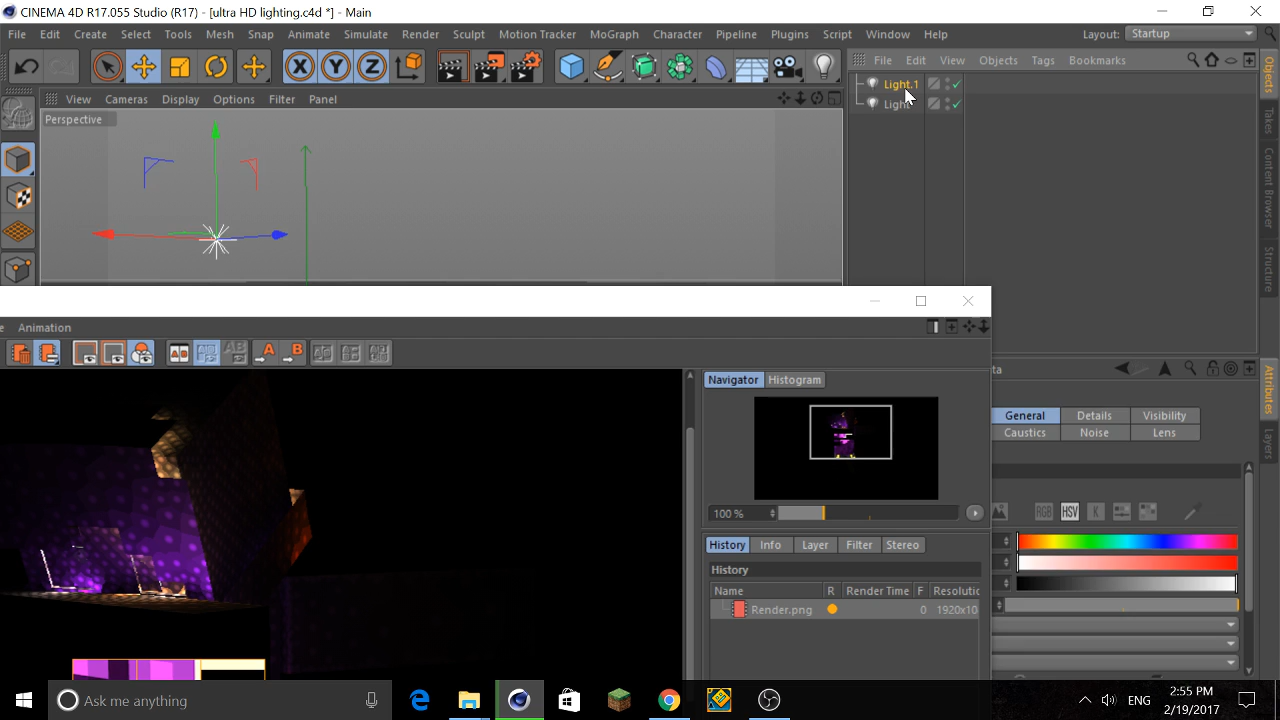 CINEMA 4D R17.055 Studio (R17) - [ultra HD lighting.c4d *] - Main
File Edit Create Select Tools Mesh Snap Animate Simulate Render Sculpt Motion Tracker MoGraph Character Pipeline Plugins Script Window Help Layout: Startup
X Y Z File Edit View Objects Tags Bookmarks
View Cameras Display Options Filter Panel
Perspective
Light.1
Light
Objects
Takes
Content Browser
Structure
Animation
A B
Navigator Histogram
100 %
History Info Layer Filter Stereo
History
Name R Render Time F Resolutic
Render.png 0 1920x10
ta
General Details Visibility
Caustics Noise Lens
RGB HSV K
Attributes
Layers
Ask me anything
ENG 2:55 PM
2/19/2017